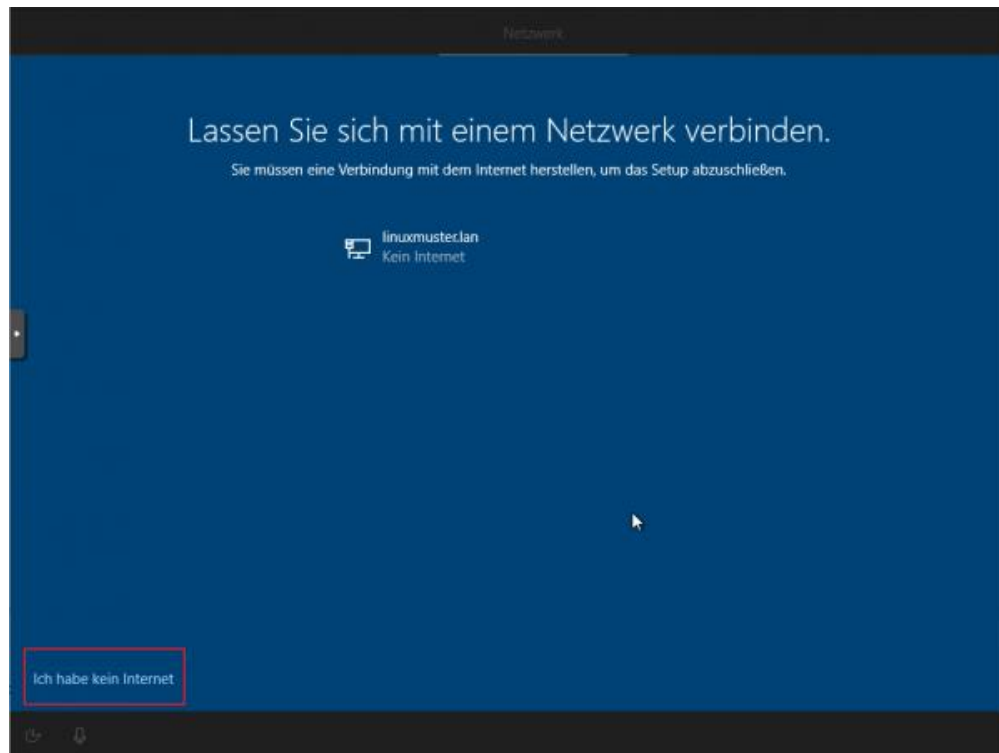 Netzwerk
Lassen Sie sich mit einem Netzwerk verbinden.
Sie müssen eine Verbindung mit dem Internet herstellen, um das Setup abzuschließen.
linuxmuster.lan
Kein Internet
Ich habe kein Internet